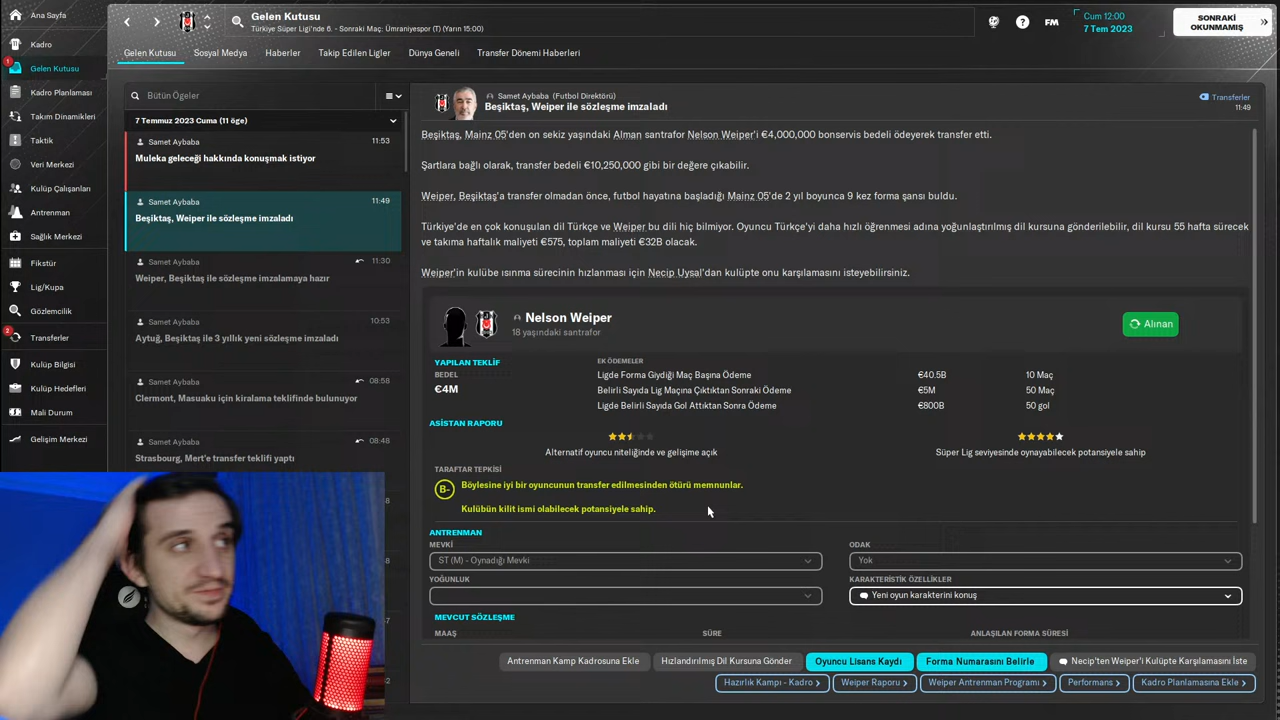 Ana Sayfa
Kadro
1
Gelen Kutusu
Kadro Planlaması
Takım Dinamikleri
Taktik
Veri Merkezi
Kulüp Çalışanları
Antrenman
Sağlık Merkezi
Fikstür
Lig/Kupa
Gözlemcilik
2
Transferler
Kulüp Bilgisi
Kulüp Hedefleri
Mali Durum
Gelişim Merkezi
Gelen Kutusu
Türkiye Süper Ligi'nde 6. - Sonraki Maç: Ümraniyespor (T) (Yarın 15:00)
FM
Cum 12:00
7 Tem 2023
SONRAKİ
OKUNMAMIŞ
Gelen Kutusu
Sosyal Medya
Haberler
Takip Edilen Ligler
Dünya Geneli
Transfer Dönemi Haberleri
Bütün Ögeler
7 Temmuz 2023 Cuma (11 öge)
Samet Aybaba
11:53
Muleka geleceği hakkında konuşmak istiyor
Samet Aybaba
11:49
Beşiktaş, Weiper ile sözleşme imzaladı
Samet Aybaba
11:30
Weiper, Beşiktaş ile sözleşme imzalamaya hazır
Samet Aybaba
10:53
Aytuğ, Beşiktaş ile 3 yıllık yeni sözleşme imzaladı
Samet Aybaba
08:58
Clermont, Masuaku için kiralama teklifinde bulunuyor
Samet Aybaba
08:48
Strasbourg, Mert'e transfer teklifi yaptı
Samet Aybaba (Futbol Direktörü)
Beşiktaş, Weiper ile sözleşme imzaladı
Transferler
11:49
Beşiktaş, Mainz 05'den on sekiz yaşındaki Alman santrafor Nelson Weiper'i €4,000,000 bonservis bedeli ödeyerek transfer etti.
Şartlara bağlı olarak, transfer bedeli €10,250,000 gibi bir değere çıkabilir.
Weiper, Beşiktaş'a transfer olmadan önce, futbol hayatına başladığı Mainz 05'de 2 yıl boyunca 9 kez forma şansı buldu.
Türkiye'de en çok konuşulan dil Türkçe ve Weiper bu dili hiç bilmiyor. Oyuncu Türkçe'yi daha hızlı öğrenmesi adına yoğunlaştırılmış dil kursuna gönderilebilir, dil kursu 55 hafta sürecek
ve takıma haftalık maliyeti €575, toplam maliyeti €32B olacak.
Weiper'in kulübe ısınma sürecinin hızlanması için Necip Uysal'dan kulüpte onu karşılamasını isteyebilirsiniz.
Nelson Weiper
18 yaşındaki santrafor
Alınan
YAPILAN TEKLİF
BEDEL
€4M
EK ÖDEMELER
Ligde Forma Giydiği Maç Başına Ödeme
€40.5B
10 Maç
Belirli Sayıda Lig Maçına Çıktıktan Sonraki Ödeme
€5M
50 Maç
Ligde Belirli Sayıda Gol Attıktan Sonra Ödeme
€800B
50 gol
ASİSTAN RAPORU
Alternatif oyuncu niteliğinde ve gelişime açık
Süper Lig seviyesinde oynayabilecek potansiyele sahip
TARAFTAR TEPKİSİ
B-
Böylesine iyi bir oyuncunun transfer edilmesinden ötürü memnunlar.
Kulübün kilit ismi olabilecek potansiyele sahip.
ANTRENMAN
MEVKİ
ST (M) - Oynadığı Mevki
ODAK
Yok
YOĞUNLUK
KARAKTERİSTİK ÖZELLİKLER
Yeni oyun karakterini konuş
MEVCUT SÖZLEŞME
MAAŞ
SÜRE
ANLAŞILAN FORMA SÜRESİ
Antrenman Kamp Kadrosuna Ekle
Hızlandırılmış Dil Kursuna Gönder
Oyuncu Lisans Kaydı
Forma Numarasını Belirle
Necip'ten Weiper'i Kulüpte Karşılamasını İste
Hazırlık Kampı - Kadro
Weiper Raporu
Weiper Antrenman Programı
Performans
Kadro Planlamasına Ekle